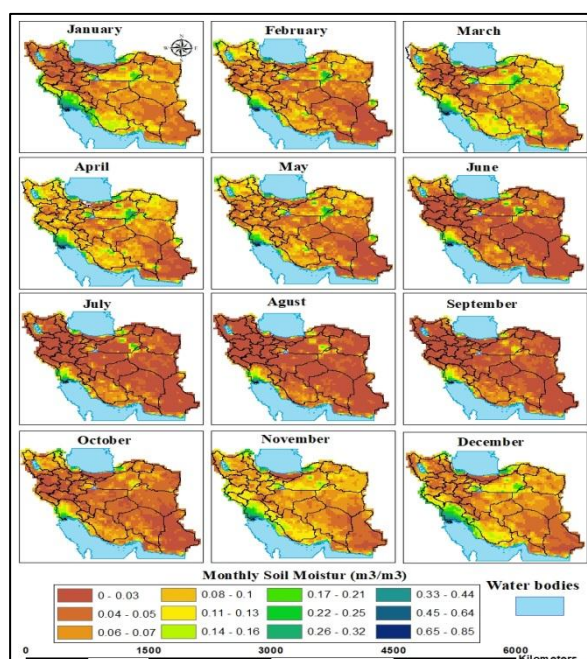 January
February
March
April
May
June
July
Agust
September
October
November
December
Monthly Soil Moistur (m3/m3)
0 - 0.03
0.08 - 0.1
0.17 - 0.21
0.33 - 0.44
0.04 - 0.05
0.11 - 0.13
0.22 - 0.25
0.45 - 0.64
0.06 - 0.07
0.14 - 0.16
0.26 - 0.32
0.65 - 0.85
Water bodies
0 1500 3000 4500 6000
Kilometers